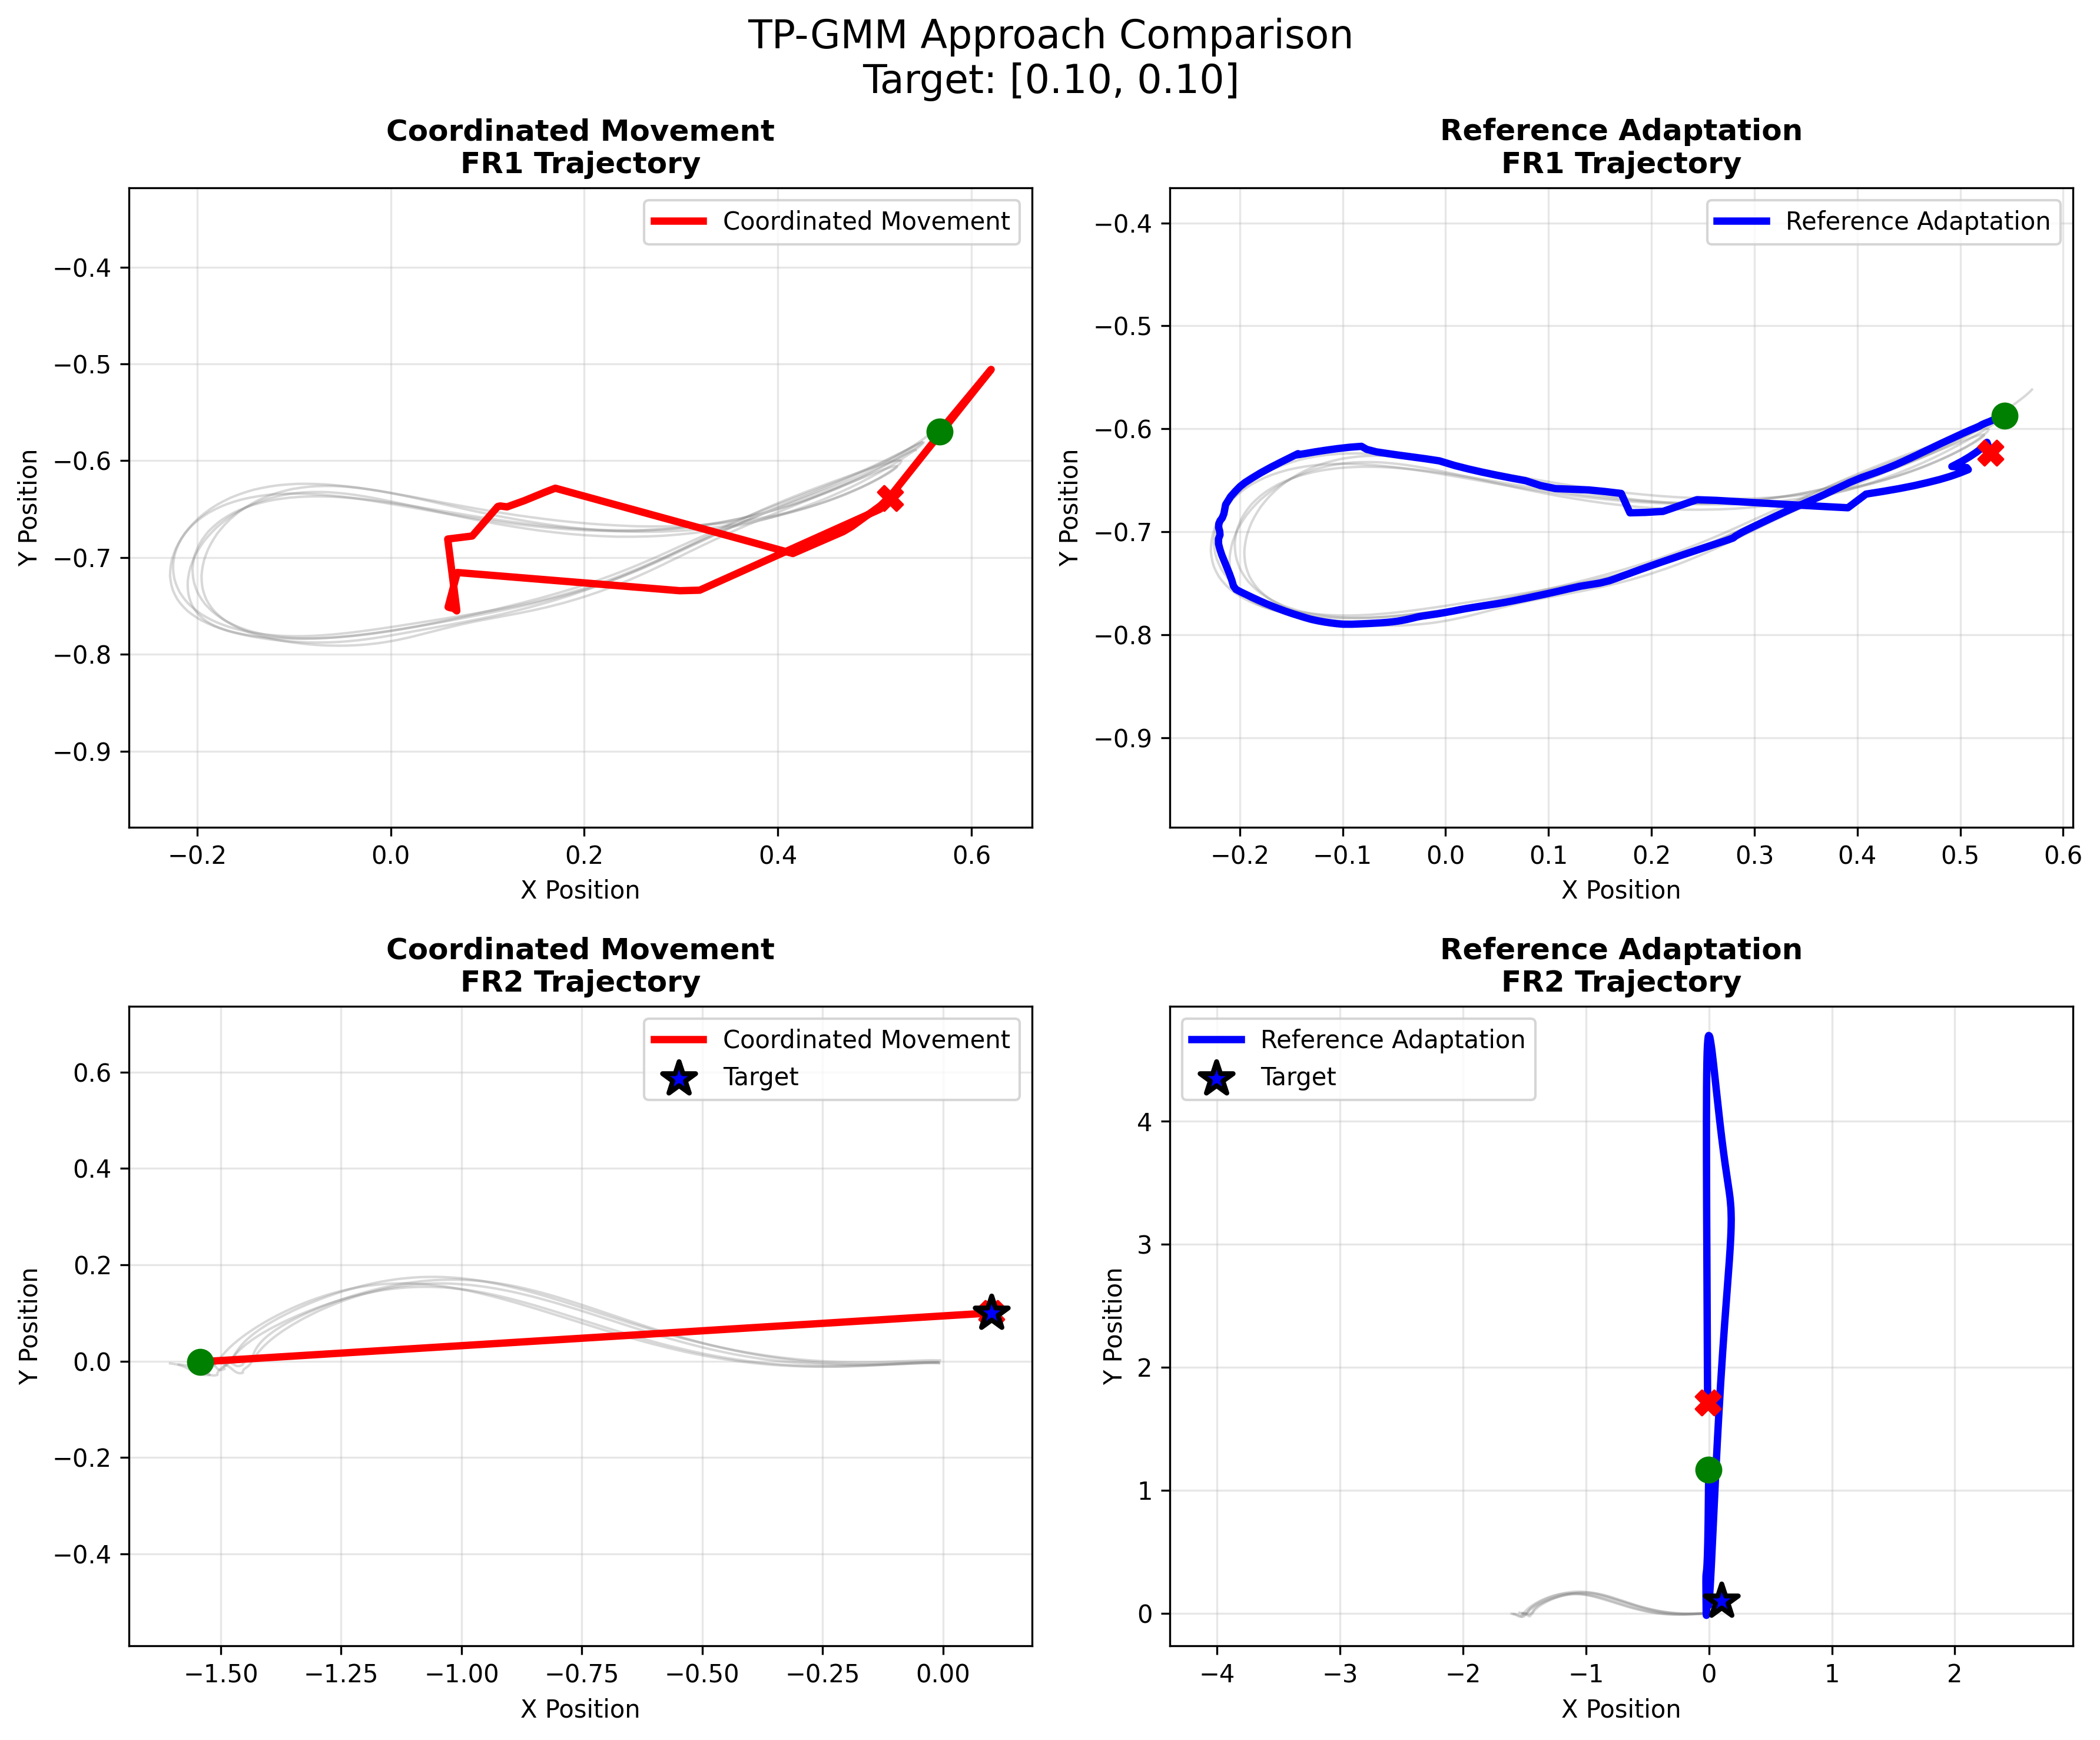 TP-GMM Approach Comparison
Target: [0.10, 0.10]
Coordinated Movement
FR1 Trajectory
Coordinated Movement
Y Position
−0.4
−0.5
−0.6
−0.7
−0.8
−0.9
−0.2
0.0
0.2
0.4
0.6
X Position
Reference Adaptation
FR1 Trajectory
Reference Adaptation
Y Position
−0.4
−0.5
−0.6
−0.7
−0.8
−0.9
−0.2
−0.1
0.0
0.1
0.2
0.3
0.4
0.5
0.6
X Position
Coordinated Movement
FR2 Trajectory
Coordinated Movement
Target
Y Position
0.6
0.4
0.2
0.0
−0.2
−0.4
−1.50
−1.25
−1.00
−0.75
−0.50
−0.25
0.00
X Position
Reference Adaptation
FR2 Trajectory
Reference Adaptation
Target
Y Position
4
3
2
1
0
−4
−3
−2
−1
0
1
2
X Position